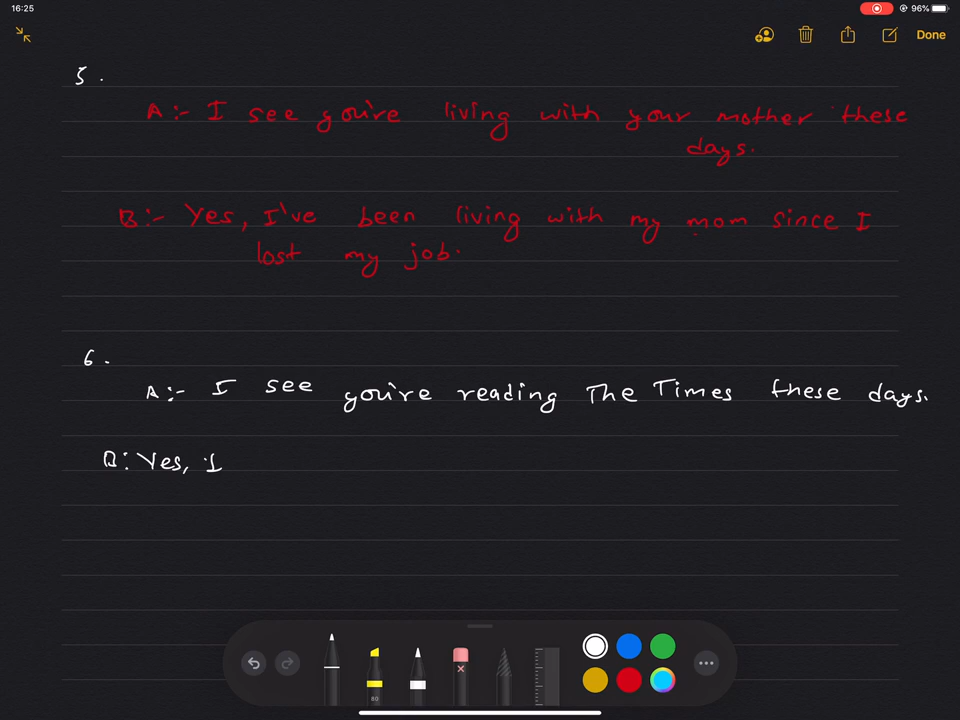 16:25
96%
Done
5.
A:- I see you're living with your mother these
days.
B:- Yes, I've been living with my mom since I
lost my job.
6.
A:- I see you're reading The Times these days.
B: Yes, I
80